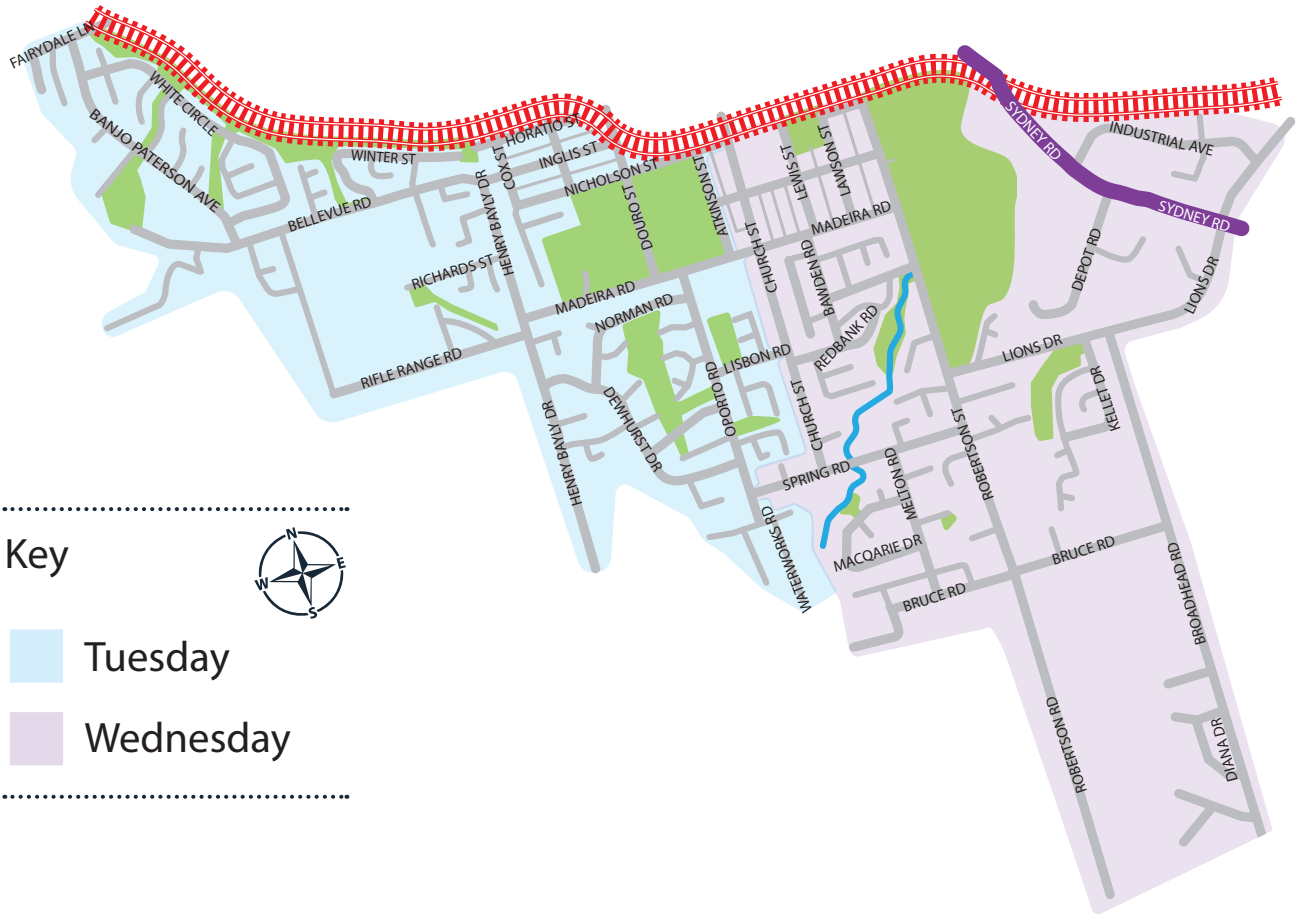 FAIRYDALE LN
WHITE CIRCLE
BANJO PATERSON AVE
WINTER ST
BELLEVUE RD
HORATIO ST
COX ST
INGLIS ST
NICHOLSON ST
HENRY BAYLY DR
DOURO ST
ATKINSON ST
LEWIS ST
LAWSON ST
SYDNEY RD
INDUSTRIAL AVE
SYDNEY RD
RICHARDS ST
MADEIRA RD
CHURCH ST
MADEIRA RD
BAWDEN RD
DEPOT RD
LIONS DR
NORMAN RD
RIFLE RANGE RD
LISBON RD
OPORTO RD
REDBANK RD
LIONS DR
KELLET DR
DEWHURST DR
HENRY BAYLY DR
CHURCH ST
SPRING RD
MELTON RD
ROBERTSON ST
WATERWORKS RD
MACQARIE DR
BRUCE RD
BRUCE RD
BROADHEAD RD
ROBERTSON RD
DIANA DR
Key
N
E
W
S
Tuesday
Wednesday